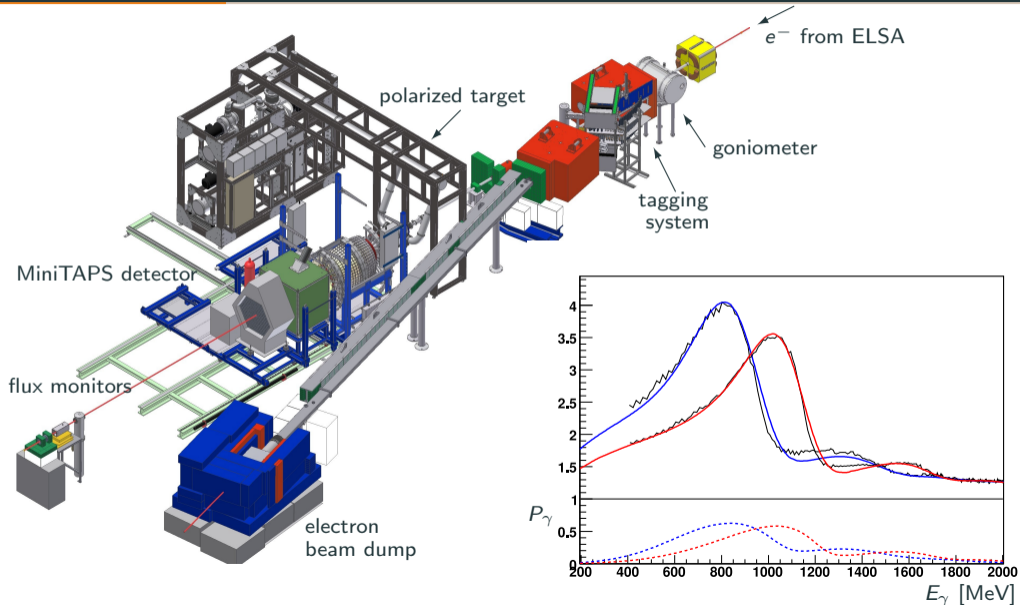 e⁻ from ELSA
polarized target
goniometer
tagging
system
MiniTAPS detector
flux monitors
electron
beam dump
4
3.5
3
2.5
2
1.5
1
Pγ
0.5
0
200 400 600 800 1000 1200 1400 1600 1800 2000
Eγ [MeV]